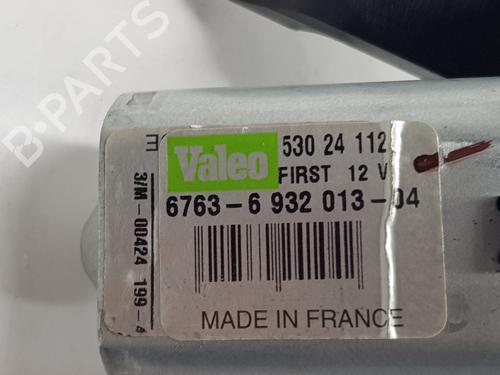 Valeo
530 24 112
FIRST 12 V
6763-6 932 013-04
MADE IN FRANCE
E
3/M-00424 199-4
B-PARTS